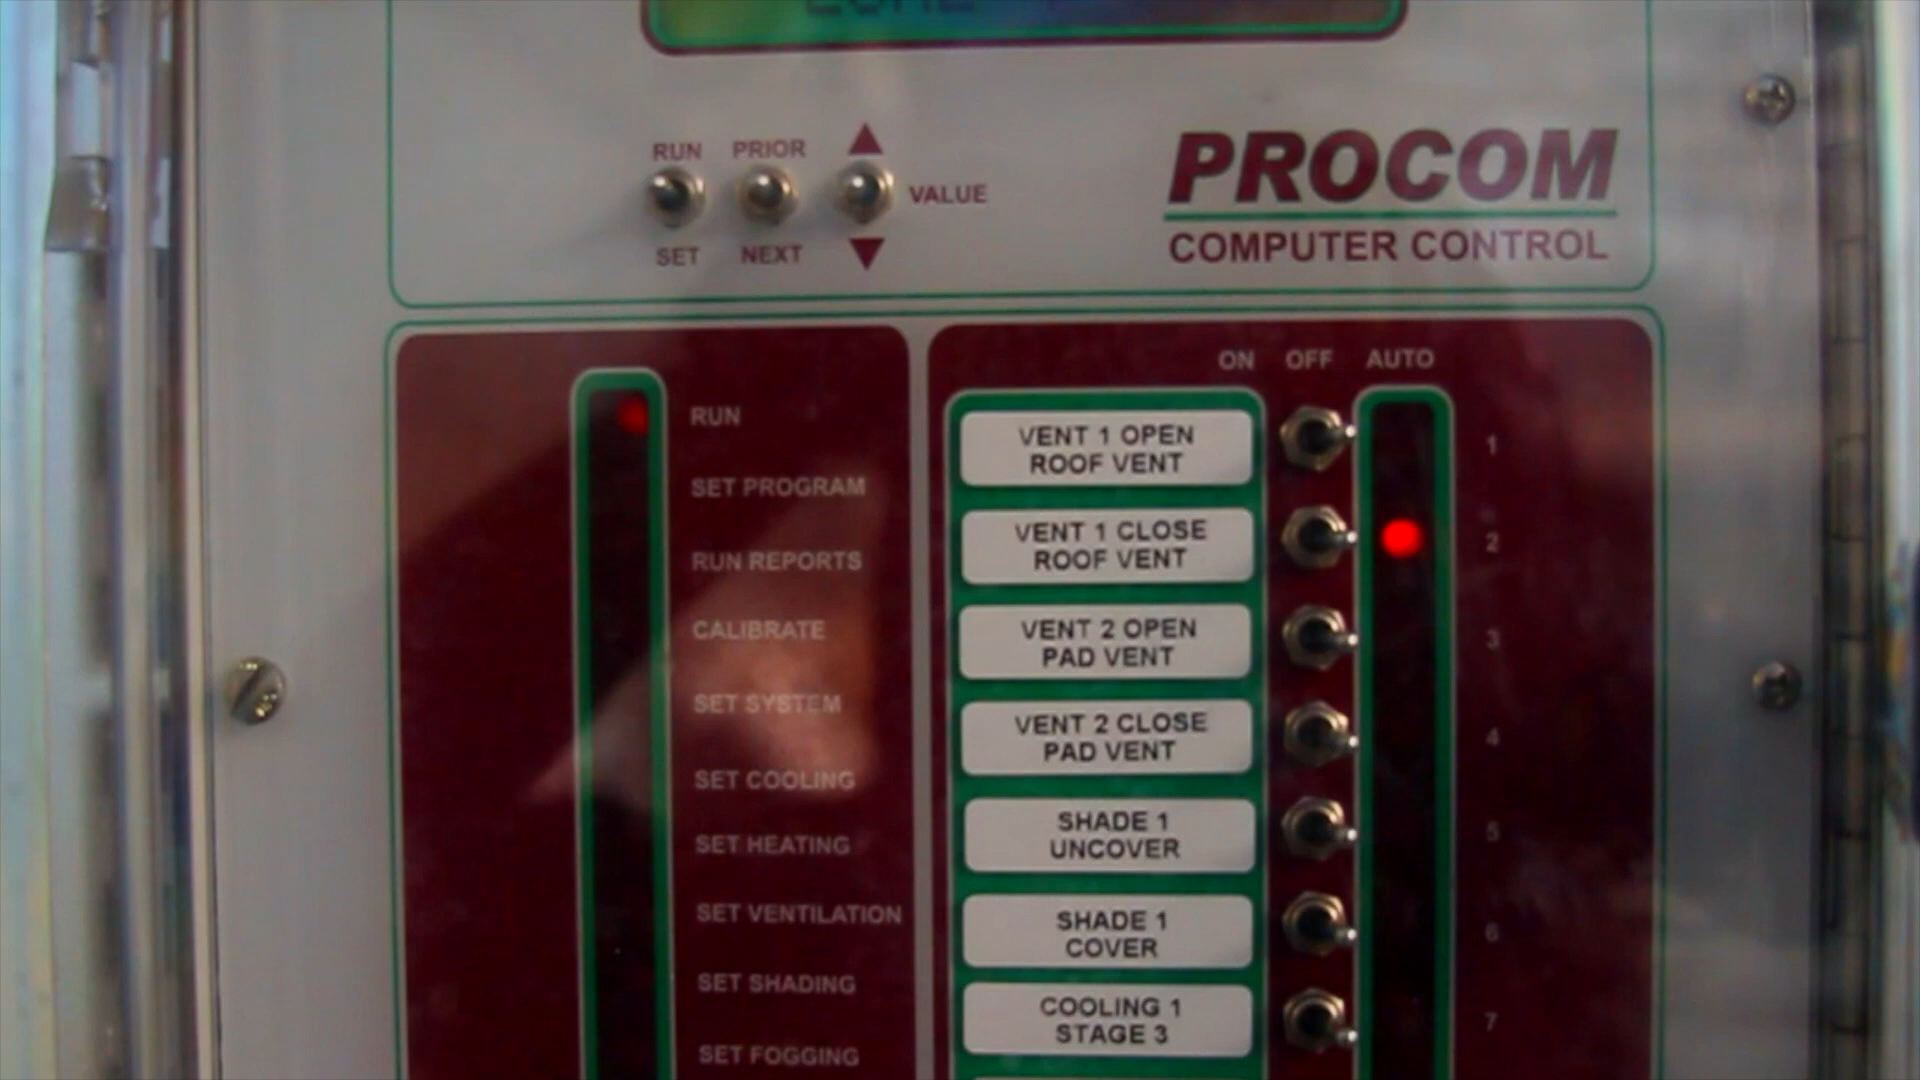 RUN PRIOR
VALUE
SET NEXT
PROCOM
COMPUTER CONTROL
RUN
SET PROGRAM
RUN REPORTS
CALIBRATE
SET SYSTEM
SET COOLING
SET HEATING
SET VENTILATION
SET SHADING
SET FOGGING
ON OFF AUTO
VENT 1 OPEN
ROOF VENT
1
VENT 1 CLOSE
ROOF VENT
2
VENT 2 OPEN
PAD VENT
3
VENT 2 CLOSE
PAD VENT
4
SHADE 1
UNCOVER
5
SHADE 1
COVER
6
COOLING 1
STAGE 3
7